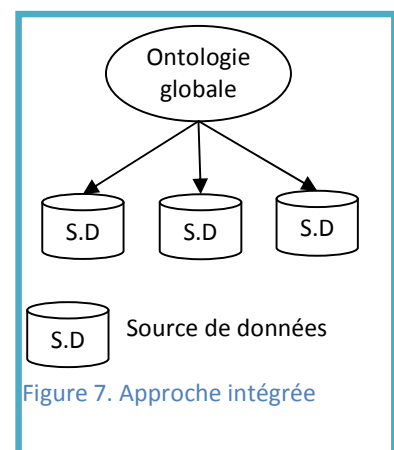 Ontologie
globale
S.D
S.D
S.D
S.D
Source de données
Figure 7. Approche intégrée